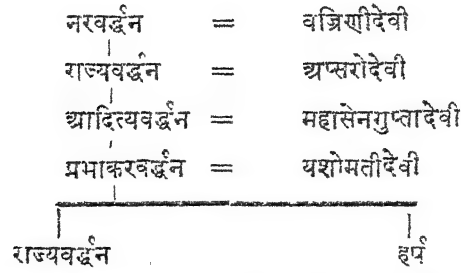 नरवर्द्धन = वज्रिणीदेवी
राज्यवर्द्धन = अप्सरोदेवी
आदित्यवर्द्धन = महासेनगुप्तादेवी
प्रभाकरवर्द्धन = यशोमतीदेवी
राज्यवर्द्धन हर्ष